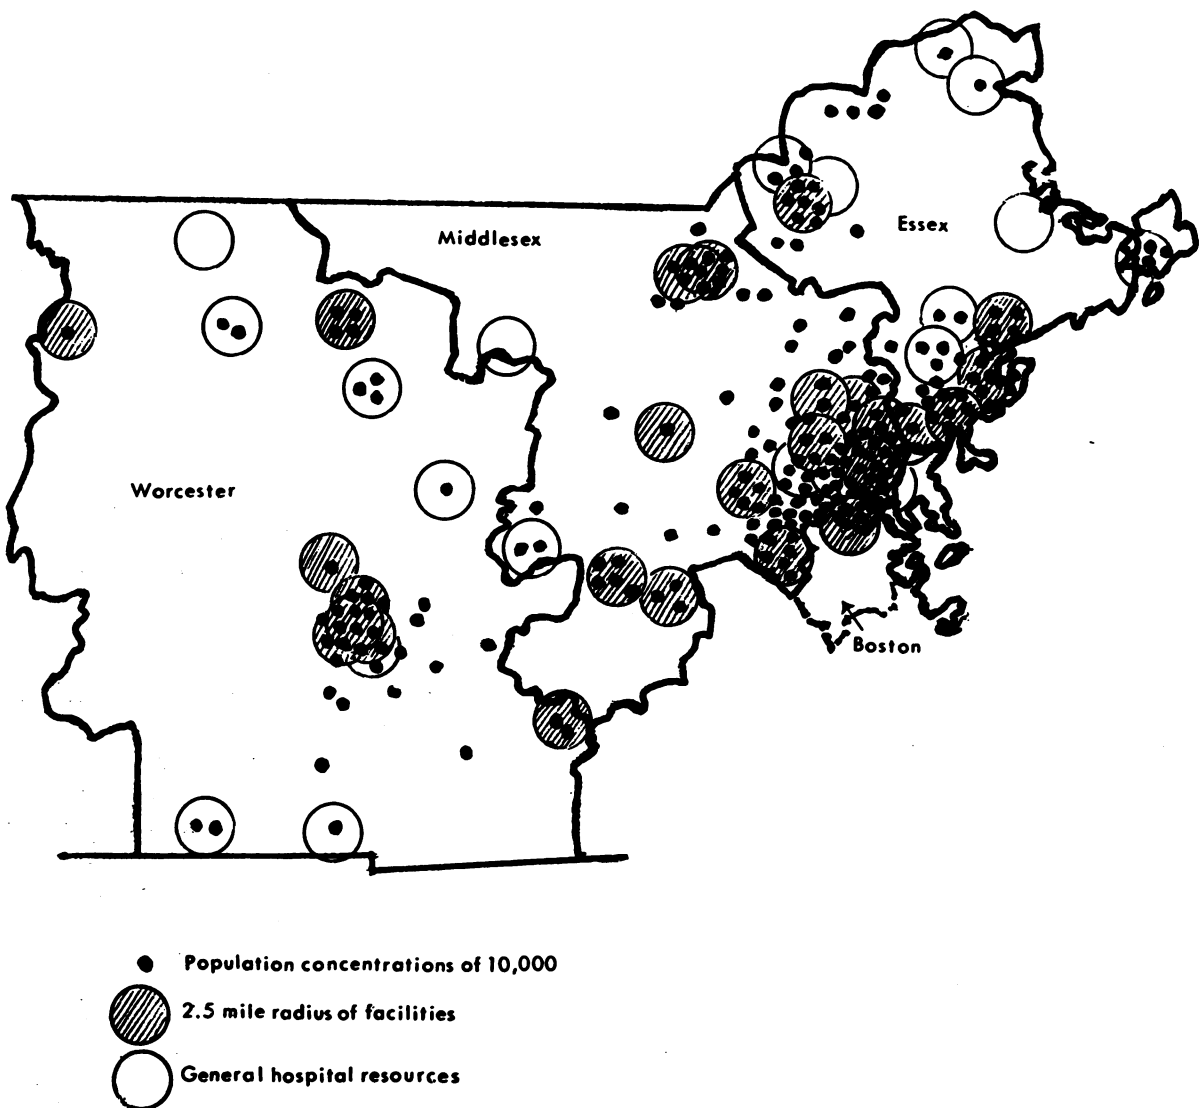 Middlesex
Essex
Worcester
Boston
Population concentrations of 10,000
2.5 mile radius of facilities
General hospital resources